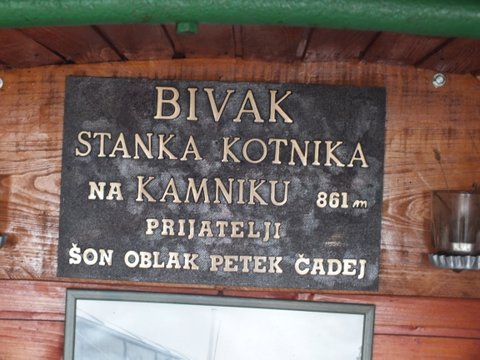 BIVAK
STANKA KOTNIKA
NA KAMNIKU 861 m
PRIJATELJI
ŠON OBLAK PETEK ČADEJ